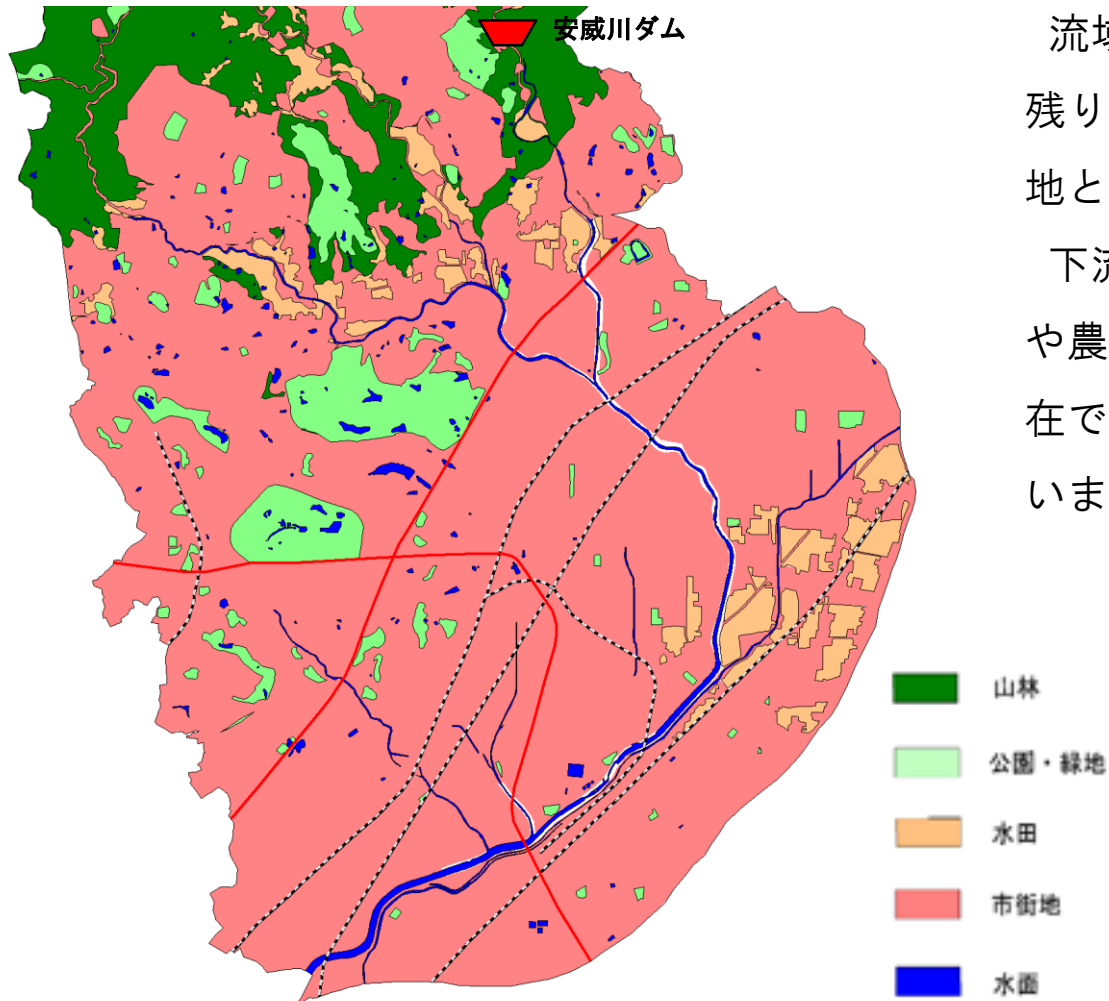 安威川ダム
流域
残り
地と
下流
や農
在で
いま
山林
公園・緑地
水田
市街地
水面